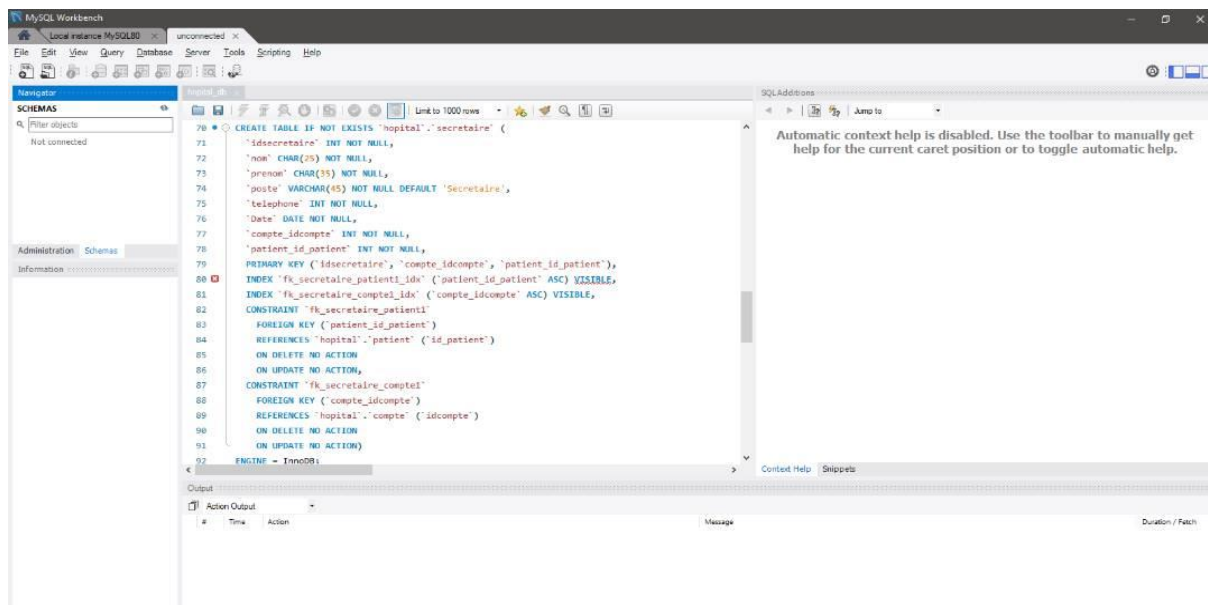 MySQL Workbench
Local instance MySQL80
unconnected
File Edit View Query Database Server Tools Scripting Help
Navigator
SCHEMAS
Filter objects
Not connected
Administration Schemas
Information
hopital_db
Limit to 1000 rows
70 CREATE TABLE IF NOT EXISTS `hopital`.`secretaire` (
71 `idsecretaire` INT NOT NULL,
72 `nom` CHAR(25) NOT NULL,
73 `prenom` CHAR(35) NOT NULL,
74 `poste` VARCHAR(45) NOT NULL DEFAULT 'Secretaire',
75 `telephone` INT NOT NULL,
76 `Date` DATE NOT NULL,
77 `compte_idcompte` INT NOT NULL,
78 `patient_id_patient` INT NOT NULL,
79 PRIMARY KEY (`idsecretaire`, `compte_idcompte`, `patient_id_patient`),
80 INDEX `fk_secretaire_patient1_idx` (`patient_id_patient` ASC) VISIBLE,
81 INDEX `fk_secretaire_compte1_idx` (`compte_idcompte` ASC) VISIBLE,
82 CONSTRAINT `fk_secretaire_patient1`
83 FOREIGN KEY (`patient_id_patient`)
84 REFERENCES `hopital`.`patient` (`id_patient`)
85 ON DELETE NO ACTION
86 ON UPDATE NO ACTION,
87 CONSTRAINT `fk_secretaire_compte1`
88 FOREIGN KEY (`compte_idcompte`)
89 REFERENCES `hopital`.`compte` (`idcompte`)
90 ON DELETE NO ACTION
91 ON UPDATE NO ACTION)
92 ENGINE = InnoDB;
SQLAdditions
Jump to
Automatic context help is disabled. Use the toolbar to manually get
help for the current caret position or to toggle automatic help.
Context Help Snippets
Output
Action Output
# Time Action Message Duration / Fetch